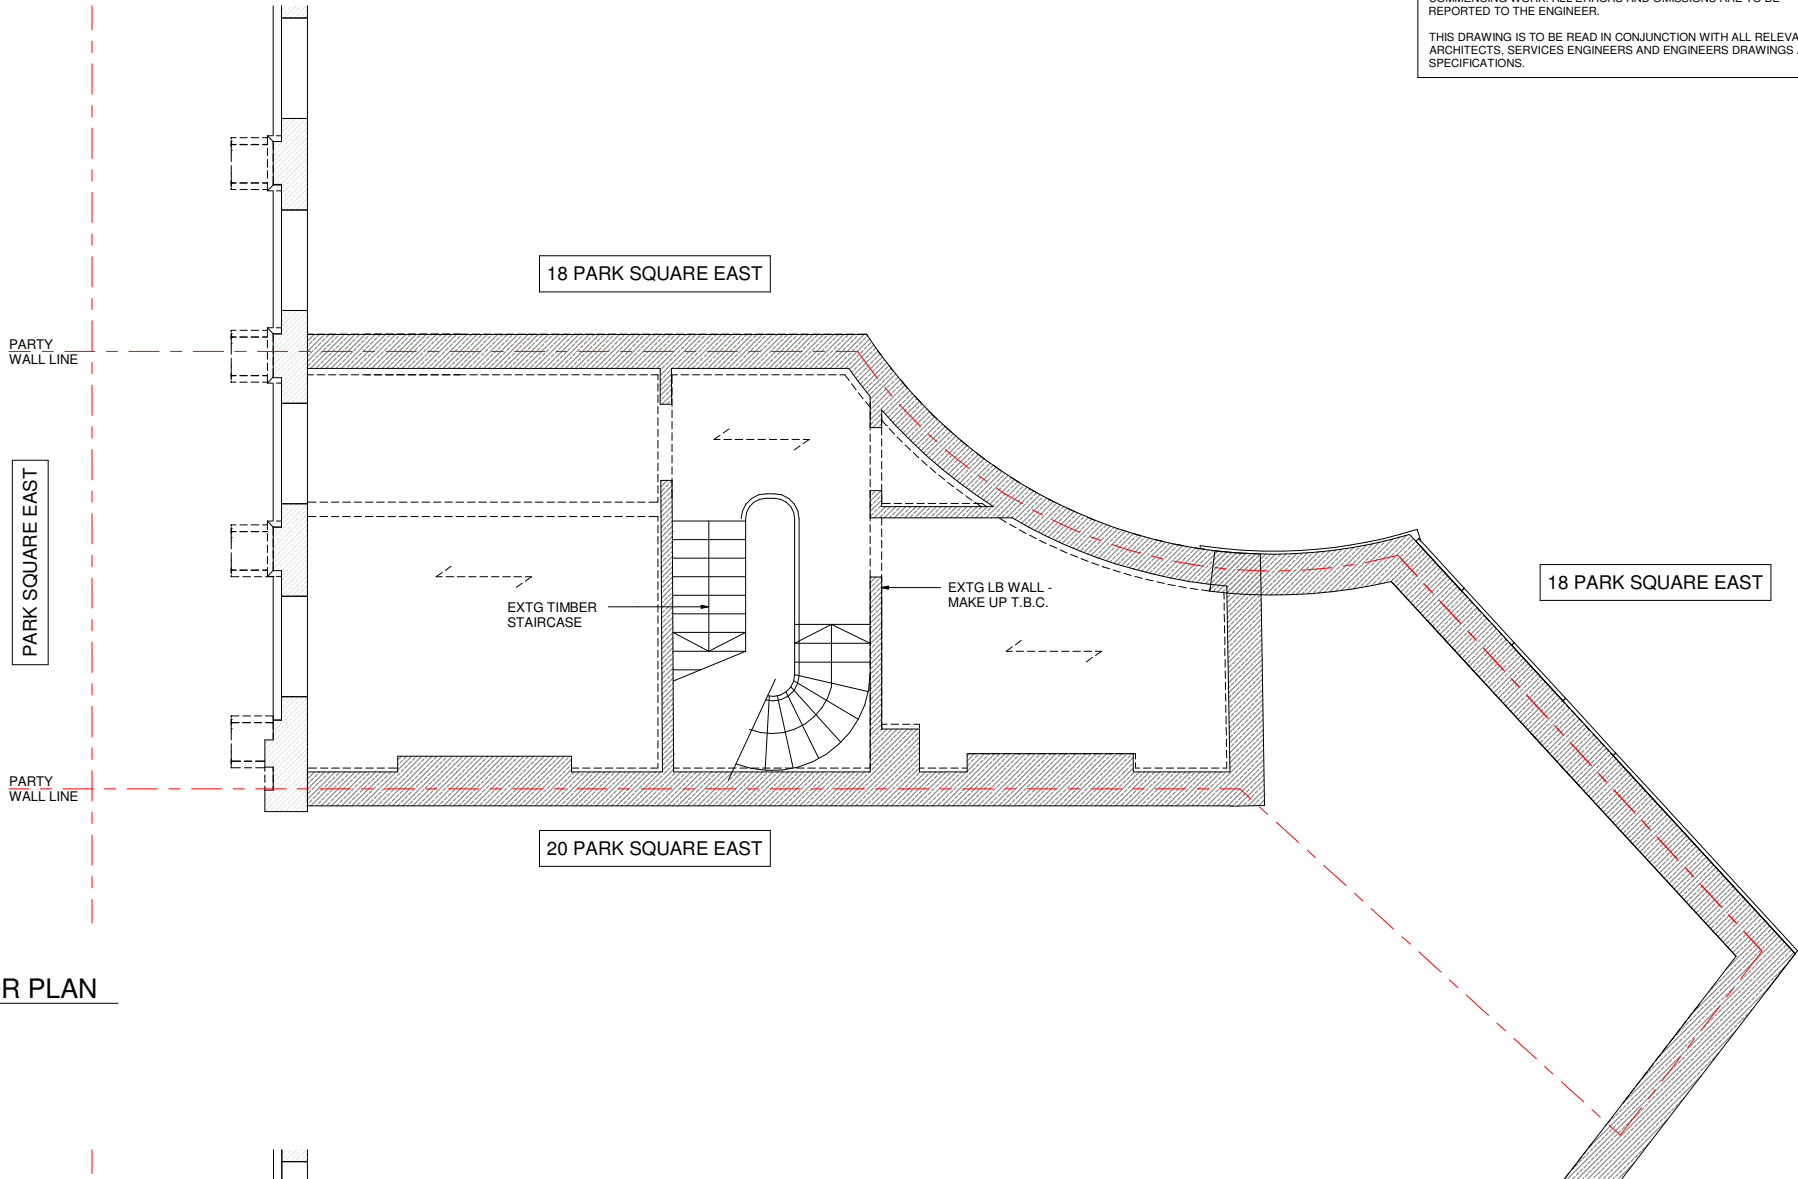 REPORTED TO THE ENGINEER.
THIS DRAWING IS TO BE READ IN CONJUNCTION WITH ALL
ARCHITECTS, SERVICES ENGINEERS AND ENGINEERS DRAWINGS
SPECIFICATIONS.
18 PARK SQUARE EAST
PARTY
WALL LINE
PARK SQUARE EAST
EXTG TIMBER
STAIRCASE
EXTG LB WALL -
MAKE UP T.B.C.
18 PARK SQUARE EAST
PARTY
WALL LINE
20 PARK SQUARE EAST
R PLAN